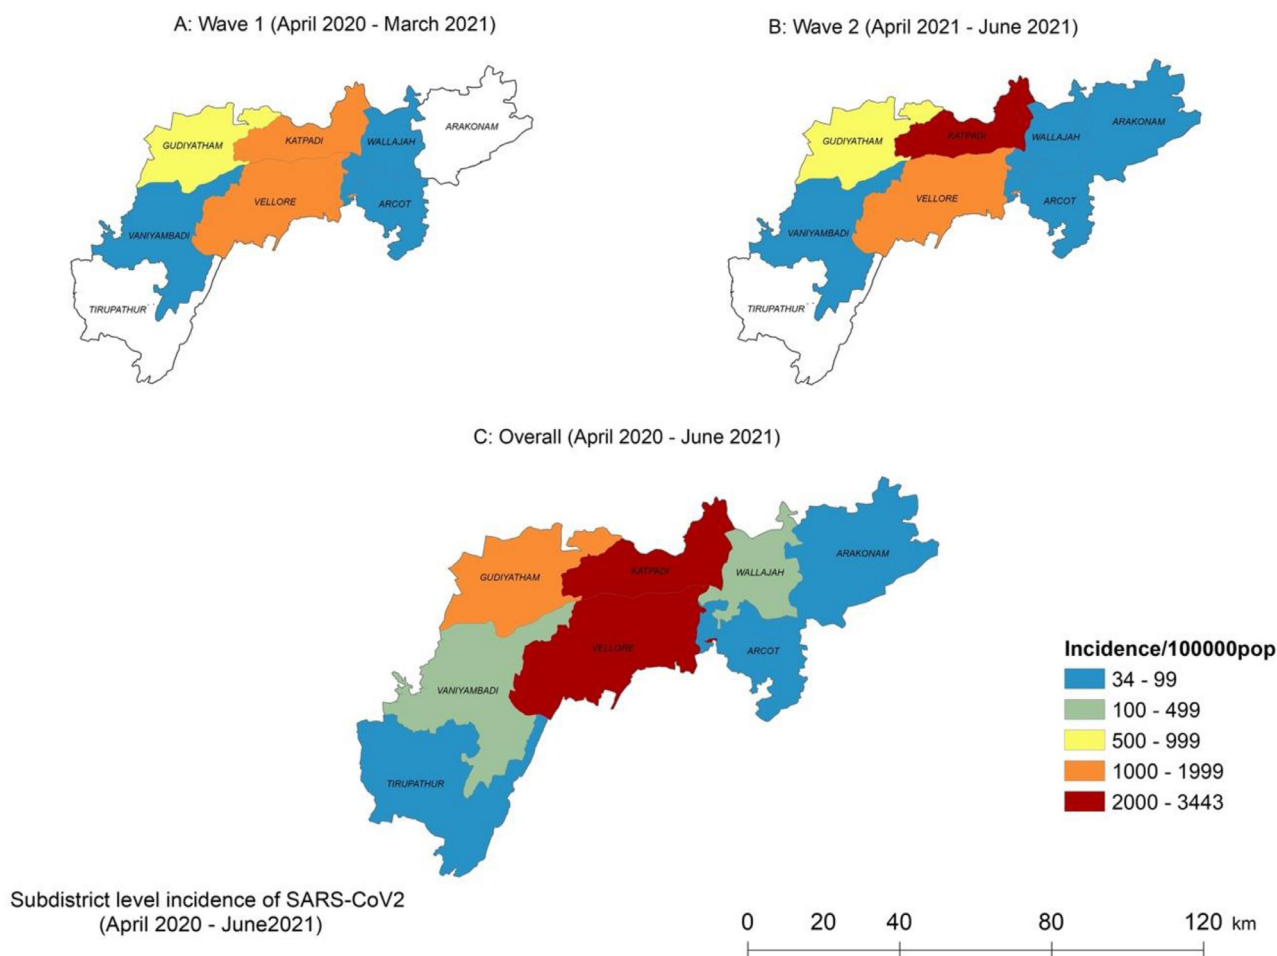 A: Wave 1 (April 2020 - March 2021)
B: Wave 2 (April 2021 - June 2021)
ARAKONAM
GUDIYATHAM
KATPADI
WALLAJAH
VELLORE
ARCOT
VANIYAMBADI
TIRUPATHUR
ARAKONAM
GUDIYATHAM
KATPADI
WALLAJAH
VELLORE
ARCOT
VANIYAMBADI
TIRUPATHUR
C: Overall (April 2020 - June 2021)
ARAKONAM
GUDIYATHAM
KATPADI
WALLAJAH
VELLORE
ARCOT
VANIYAMBADI
TIRUPATHUR
Incidence/100000pop
34 - 99
100 - 499
500 - 999
1000 - 1999
2000 - 3443
Subdistrict level incidence of SARS-CoV2
(April 2020 - June2021)
0 20 40 80 120 km